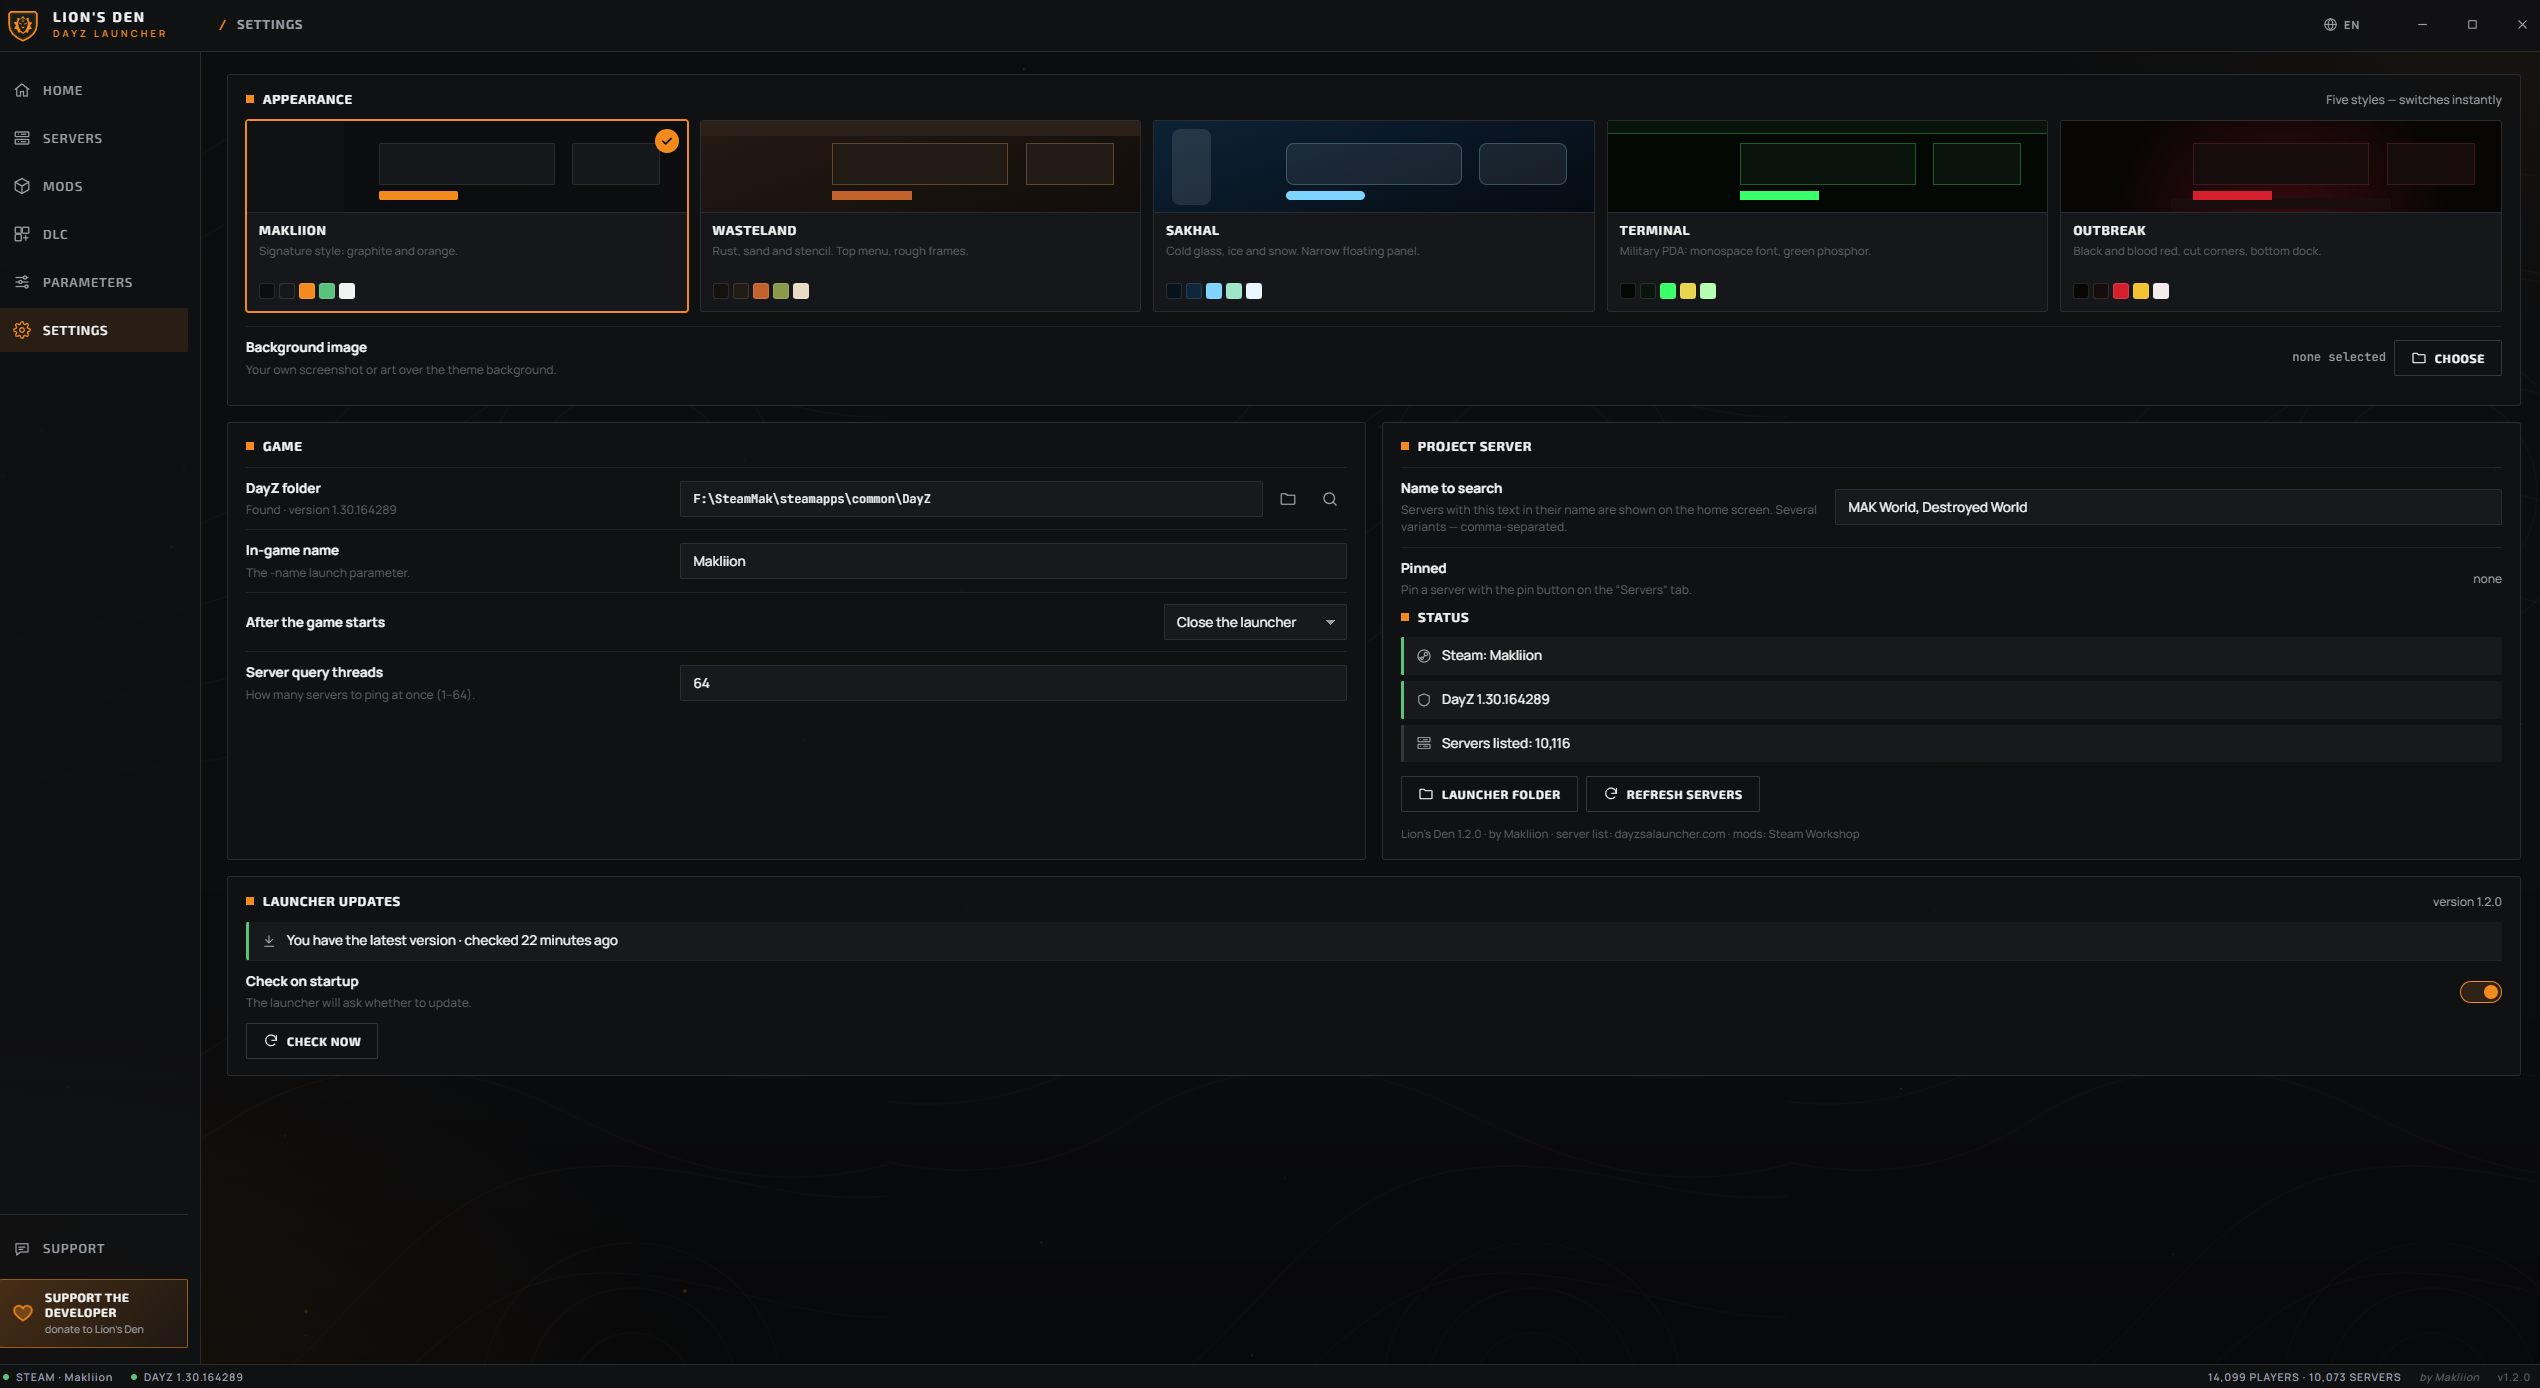 LION'S DEN
DAYZ LAUNCHER
/ SETTINGS
EN
HOME
SERVERS
MODS
DLC
PARAMETERS
SETTINGS
APPEARANCE
Five styles — switches instantly
MAKLIION
Signature style: graphite and orange.
WASTELAND
Rust, sand and stencil. Top menu, rough frames.
SAKHAL
Cold glass, ice and snow. Narrow floating panel.
TERMINAL
Military PDA: monospace font, green phosphor.
OUTBREAK
Black and blood red, cut corners, bottom dock.
Background image
Your own screenshot or art over the theme background.
none selected
CHOOSE
GAME
DayZ folder
Found · version 1.30.164289
F:\SteamMak\steamapps\common\DayZ
In-game name
The -name launch parameter.
Makliion
After the game starts
Close the launcher
Server query threads
How many servers to ping at once (1–64).
64
PROJECT SERVER
Name to search
Servers with this text in their name are shown on the home screen. Several
variants — comma-separated.
MAK World, Destroyed World
Pinned
Pin a server with the pin button on the “Servers” tab.
none
STATUS
Steam: Makliion
DayZ 1.30.164289
Servers listed: 10,116
LAUNCHER FOLDER
REFRESH SERVERS
Lion's Den 1.2.0 · by Makliion · server list: dayzsalauncher.com · mods: Steam Workshop
LAUNCHER UPDATES
version 1.2.0
You have the latest version · checked 22 minutes ago
Check on startup
The launcher will ask whether to update.
CHECK NOW
SUPPORT
SUPPORT THE
DEVELOPER
donate to Lion's Den
STEAM · Makliion
DAYZ 1.30.164289
14,099 PLAYERS · 10,073 SERVERS
by Makliion
v1.2.0